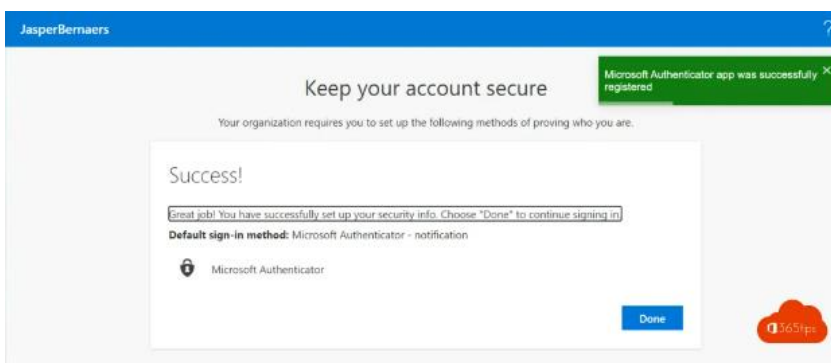 JasperBernaers
?
Microsoft Authenticator app was successfully
registered
Keep your account secure
Your organization requires you to set up the following methods of proving who you are.
Success!
Great job! You have successfully set up your security info. Choose "Done" to continue signing in.
Default sign-in method: Microsoft Authenticator - notification
Microsoft Authenticator
Done
365tips